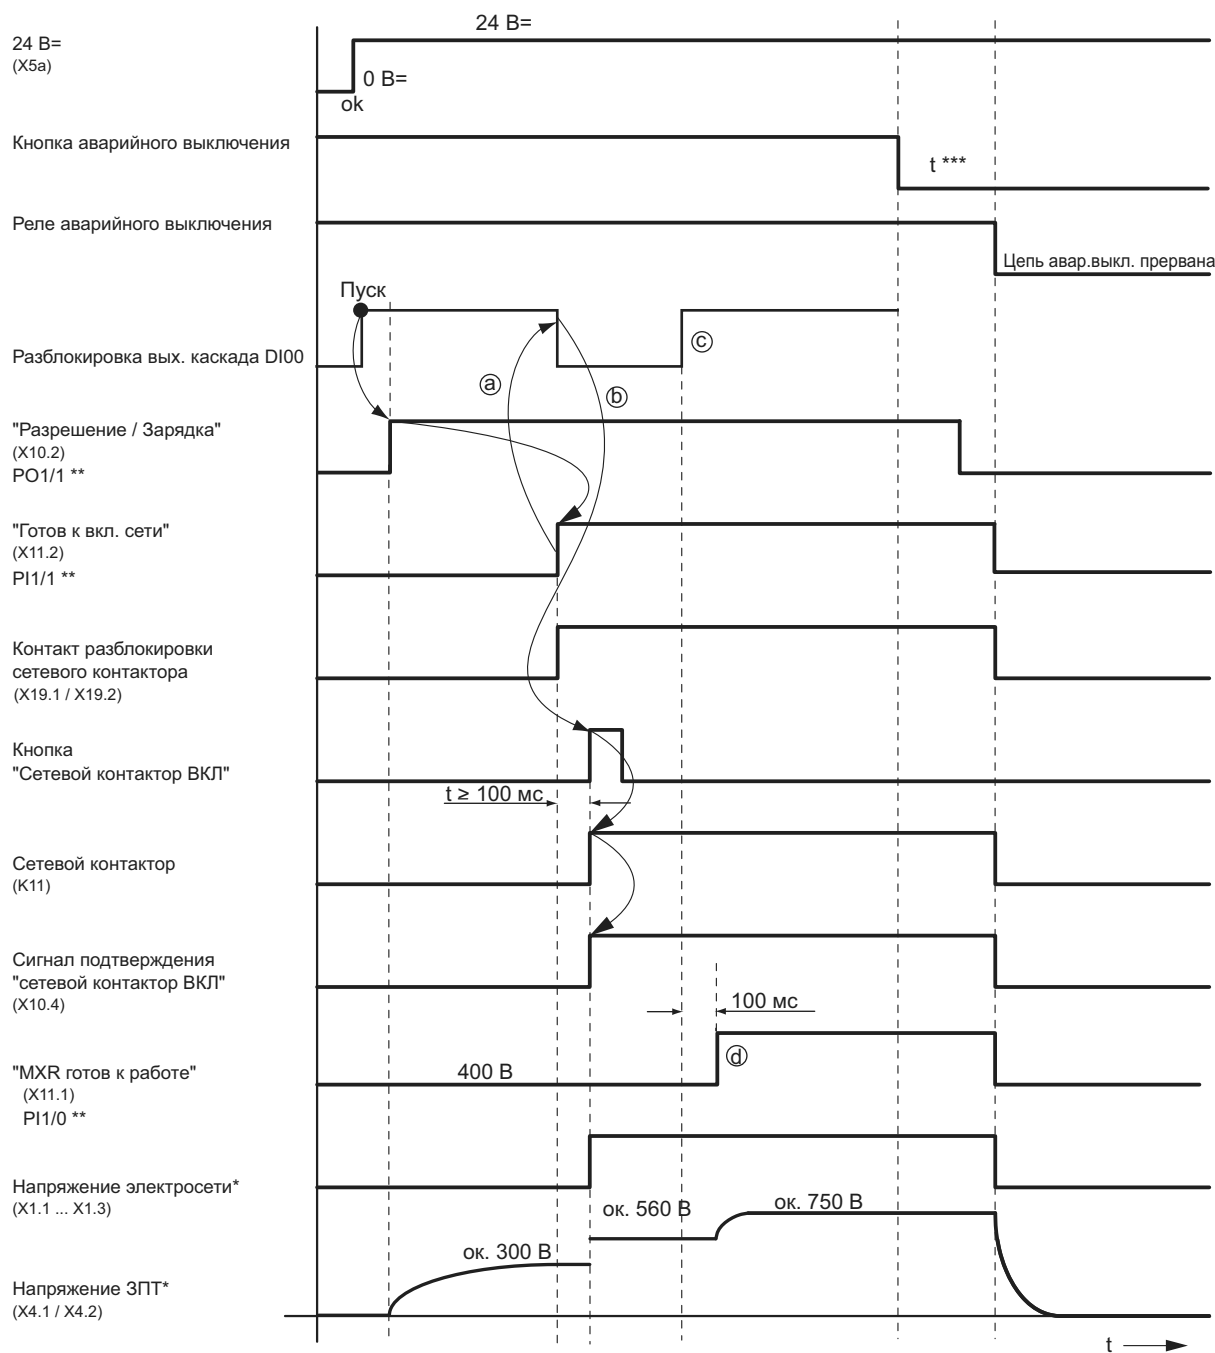 24 В=
24 В=
(X5a)
0 В=
ok
Кнопка аварийного выключения
t ***
Реле аварийного выключения
Цепь авар.выкл. прервана
Пуск
Разблокировка вых. каскада DI00
c
a
b
"Разрешение / Зарядка"
(X10.2)
PO1/1 **
"Готов к вкл. сети"
(X11.2)
PI1/1 **
Контакт разблокировки
сетевого контактора
(X19.1 / X19.2)
Кнопка
"Сетевой контактор ВКЛ"
t ≥ 100 мс
Сетевой контактор
(K11)
Сигнал подтверждения
"сетевой контактор ВКЛ"
(X10.4)
100 мс
d
"MXR готов к работе"
400 В
(X11.1)
PI1/0 **
Напряжение электросети*
(X1.1 ... X1.3)
ок. 560 В
ок. 750 В
ок. 300 В
Напряжение ЗПТ*
(X4.1 / X4.2)
t